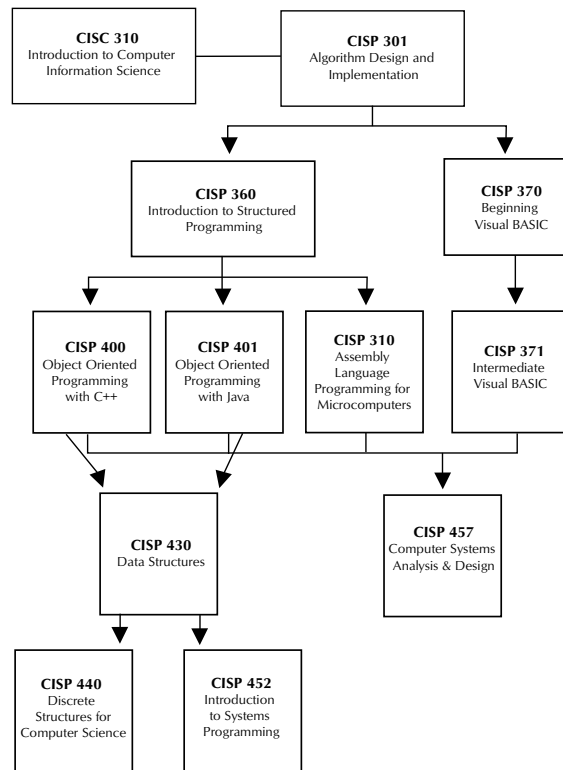 CISC 310
Introduction to Computer
Information Science
CISP 301
Algorithm Design and
Implementation
CISP 360
Introduction to Structured
Programming
CISP 370
Beginning
Visual BASIC
CISP 400
Object Oriented
Programming
with C++
CISP 401
Object Oriented
Programming
with Java
CISP 310
Assembly
Language
Programming for
Microcomputers
CISP 371
Intermediate
Visual BASIC
CISP 430
Data Structures
CISP 457
Computer Systems
Analysis & Design
CISP 440
Discrete
Structures for
Computer Science
CISP 452
Introduction
to Systems
Programming